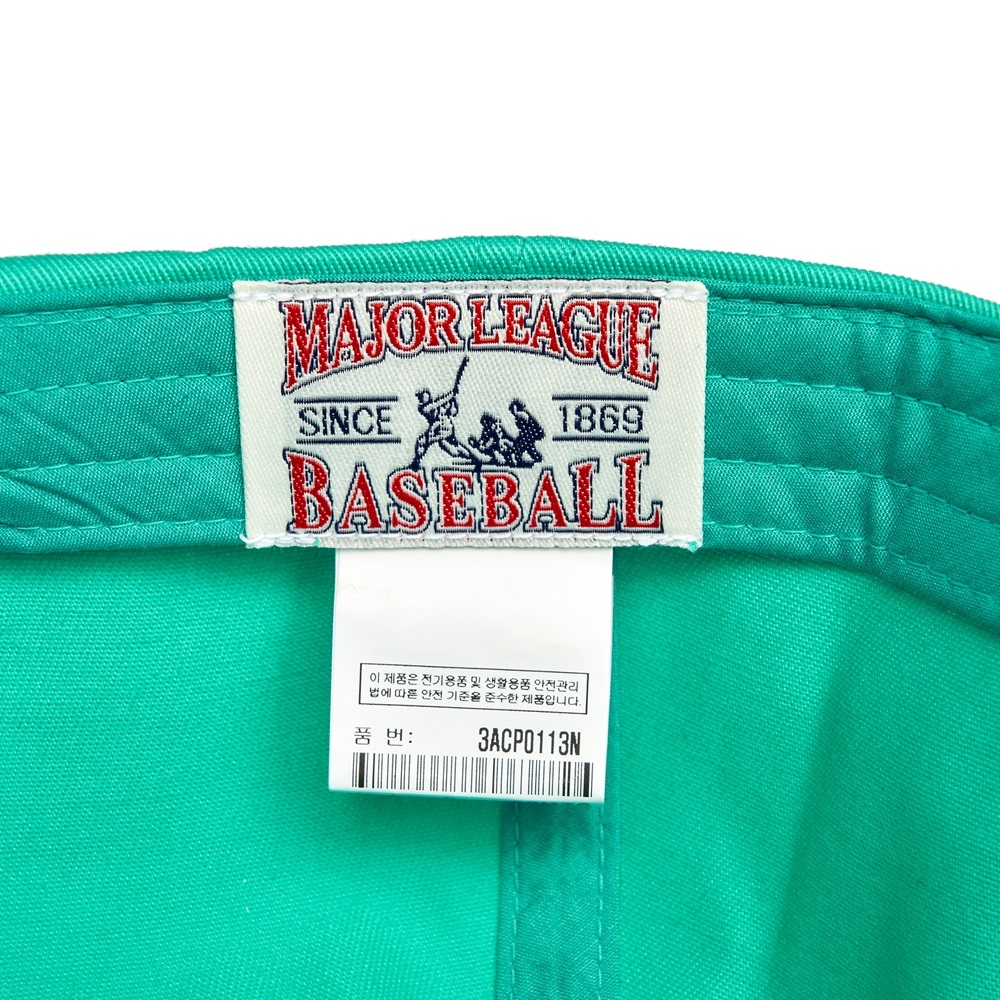 MAJOR LEAGUE
SINCE 1869
BASEBALL
이 제품은 전기용품 및 생활용품 안전관리
법에 따른 안전 기준을 준수한 제품입니다.
품 번: 3ACP0113N